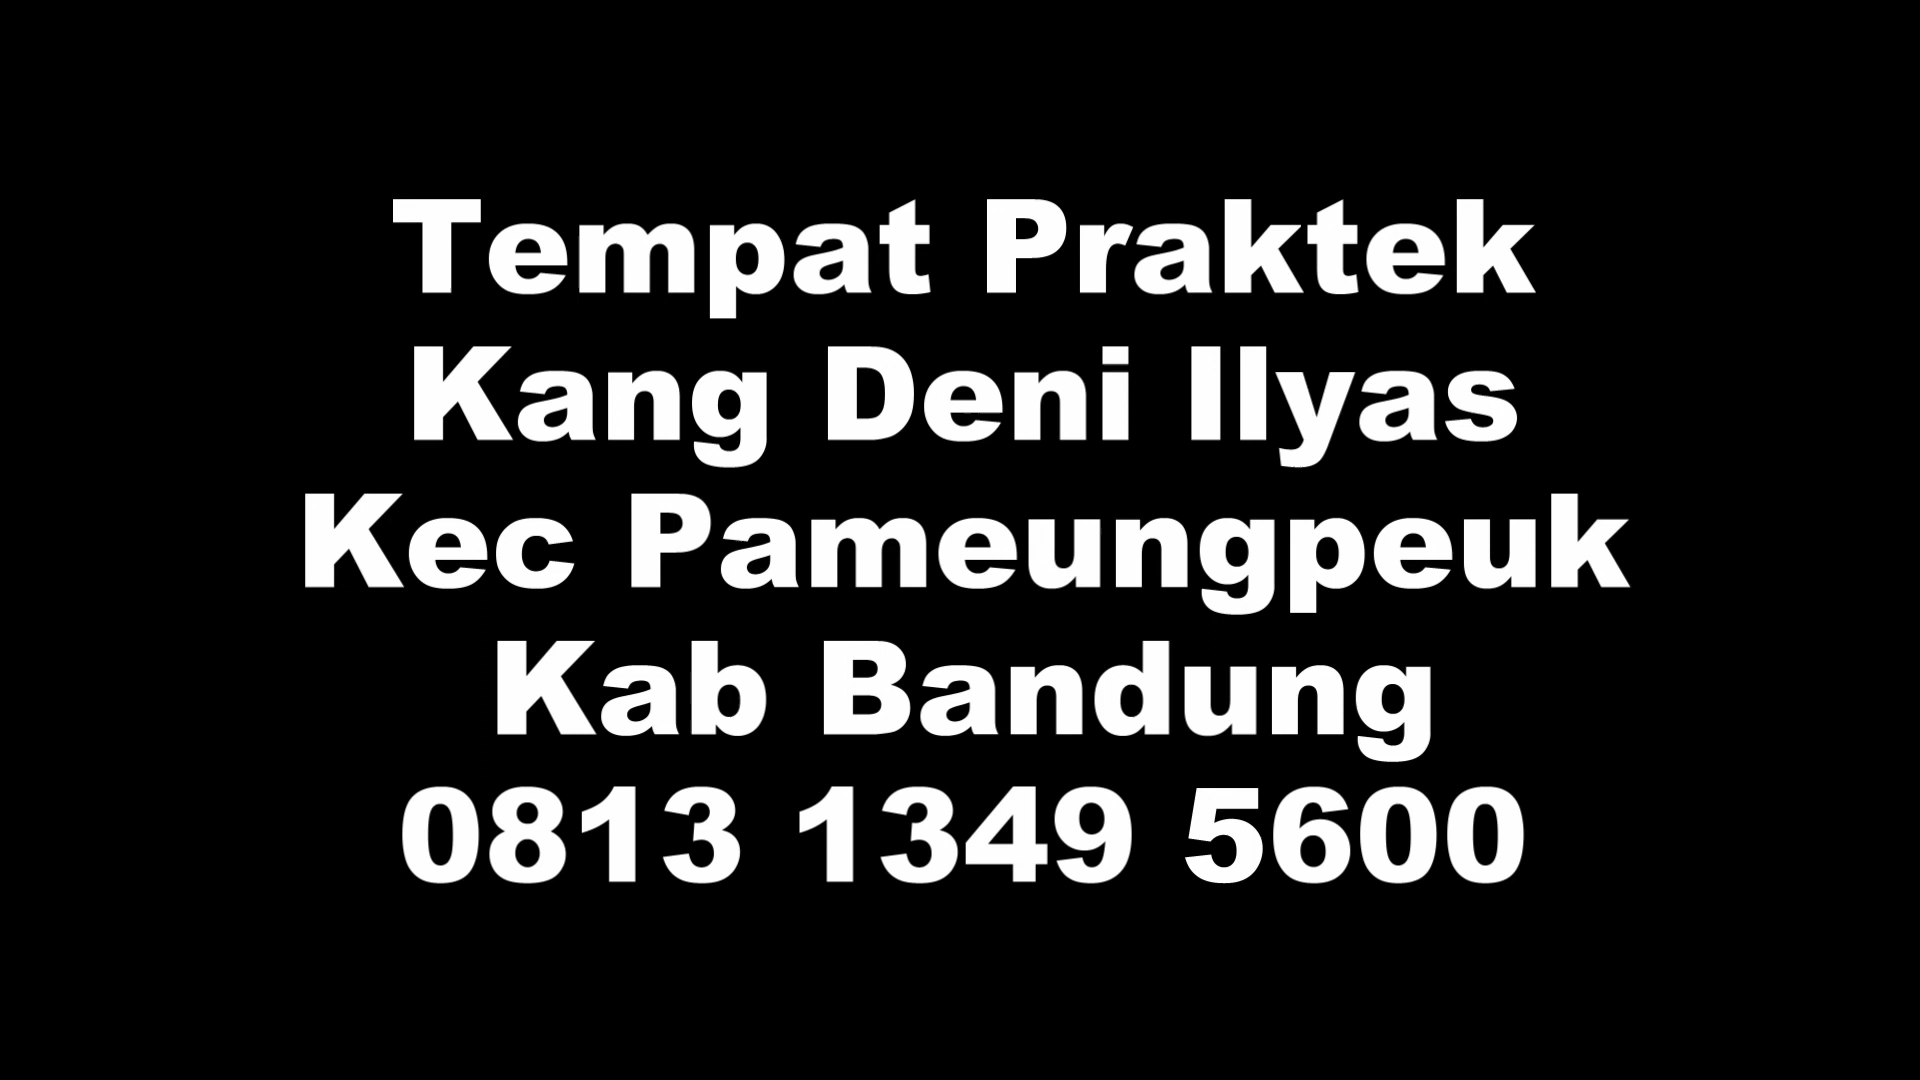 Tempat Praktek
Kang Deni Ilyas
Kec Pameungpeuk
Kab Bandung
0813 1349 5600